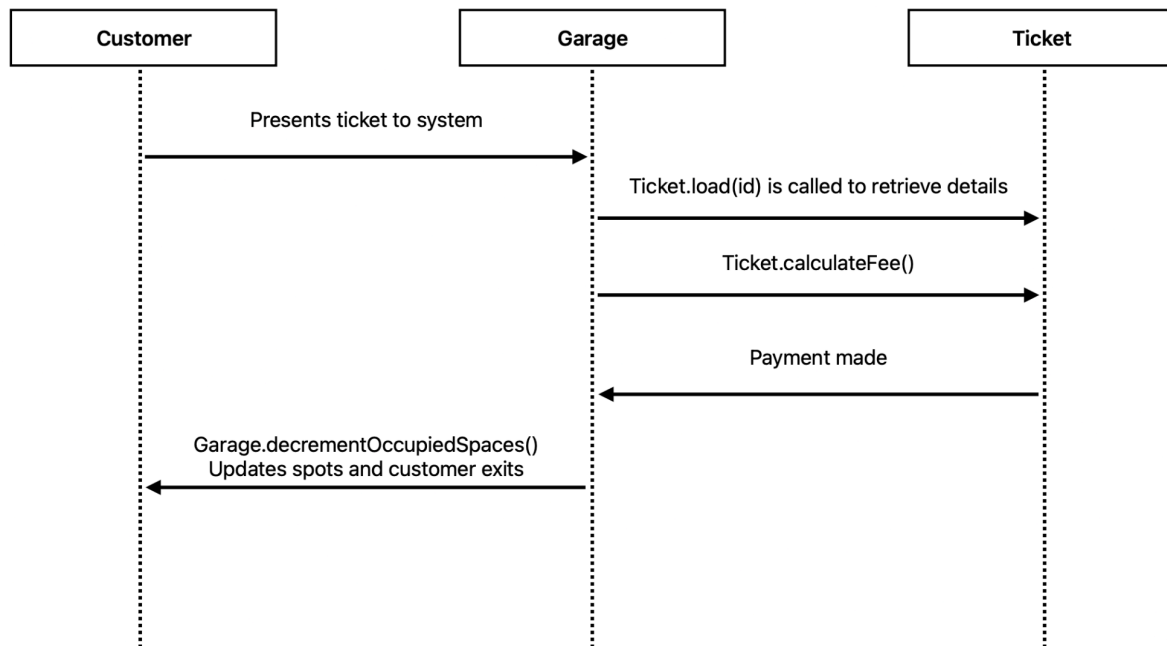 Customer
Garage
Ticket
Presents ticket to system
Ticket.load(id) is called to retrieve details
Ticket.calculateFee()
Payment made
Garage.decrementOccupiedSpaces()
Updates spots and customer exits